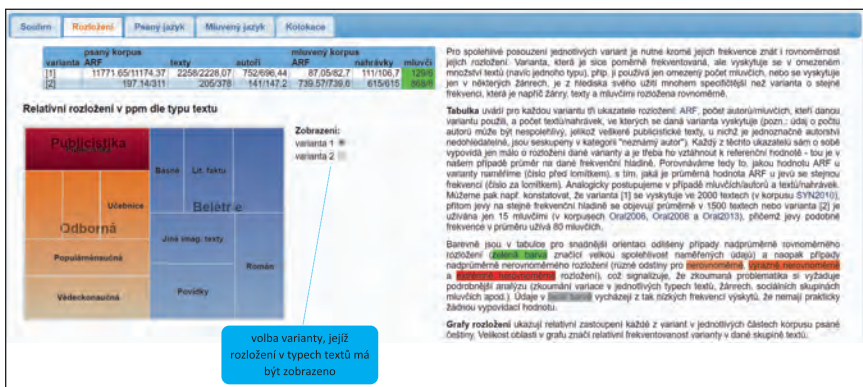 Souhrn Rozložení Psaný jazyk Mluvený jazyk Kolokace
psaný korpus mluvený korpus
varianta ARF texty autoři ARF nahrávky mluvčí
[1] 11771.65/11174,37 2258/2228,07 752/696,44 87,05/82,7 111/106,7
[2] 197.14/311 205/378 141/147,2 739.57/739,6 615/615
Relativní rozložení v ppm dle typu textu
Zobrazení:
varianta 1
varianta 2
Publicistika
Odborná
Učebnice
Populárněnaučná
Vědeckonaučná
Básně
Lit. faktu
Beletrie
Jiné imag. texty
Román
Povídky
volba varianty, jejíž
rozložení v typech textů má
být zobrazeno
Pro spolehlivé posouzení jednotlivých variant je nutné kromě jejich frekvence znát i rovnoměrnost
jejich rozložení. Varianta, která je sice poměrně frekventovaná, ale vyskytuje se v omezeném
množství textů (navíc jednoho typu), příp. ji používá jen omezený počet mluvčích, nebo se vyskytuje
jen v některých žánrech, je z hlediska svého užití mnohem specifičtější než varianta o stejné
frekvenci, která je napříč žánry, texty a mluvčími rozložena rovnoměrně.
Tabulka uvádí pro každou variantu tři ukazatele rozložení: ARF, počet autorů/mluvčích, kteří danou
variantu použili, a počet textů/nahrávek, ve kterých se daná varianta vyskytuje (pozn.: údaj o počtu
autorů může být nespolehlivý, jelikož veškeré publicistické texty, u nichž je jednoznačné autorství
nedohledatelné, jsou seskupeny v kategorii "neznámý autor"). Každý z těchto ukazatelů sám o sobě
vypovídá jen málo o rozložení dané varianty a je třeba ho vztáhnout k referenční hodnotě - tou je v
našem případě průměr na dané frekvenční hladině. Porovnáváme tedy to, jakou hodnotu ARF u
varianty naměříme (číslo před lomítkem), s tím, jaká je průměrná hodnota ARF u jevů se stejnou
frekvencí (číslo za lomítkem). Analogicky postupujeme v případě mluvčích/autorů a textů/nahrávek.
Můžeme pak např. konstatovat, že varianta [1] se vyskytuje ve 2000 textech (v korpusu SYN2010),
přitom jevy na stejné frekvenční hladině se objevují průměrně v 1500 textech nebo varianta [2] je
užívána jen 15 mluvčími (v korpusech Oral2006, Oral2008 a Oral2013), přičemž jevy podobné
frekvence v průměru užívá 80 mluvčích.
Barevně jsou v tabulce pro snadnější orientaci odlišeny případy nadprůměrně rovnoměrného
rozložení (zelená barva značící velkou spolehlivost naměřených údajů) a naopak případy
nadprůměrně nerovnoměrného rozložení (různé odstíny pro nerovnoměrné, výrazně nerovnoměrné
a extrémně nerovnoměrné rozložení), což signalizuje, že zkoumaná problematika si vyžaduje
podrobnější analýzu (zkoumání variace v jednotlivých typech textů, žánrech, sociálních skupinách
mluvčích apod.). Údaje v šedé barvě vycházejí z tak nízkých frekvencí výskytů, že nemají prakticky
žádnou vypovídací hodnotu.
Grafy rozložení ukazují relativní zastoupení každé z variant v jednotlivých částech korpusu psané
češtiny. Velikost oblasti v grafu značí relativní frekventovanost varianty v dané skupině textů.